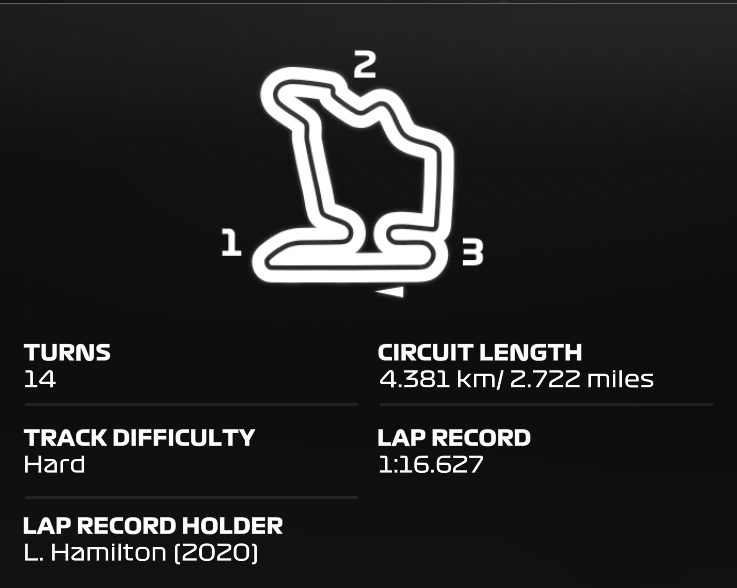 2
1
3
TURNS
14
CIRCUIT LENGTH
4.381 km/ 2.722 miles
TRACK DIFFICULTY
Hard
LAP RECORD
1:16.627
LAP RECORD HOLDER
L. Hamilton (2020)